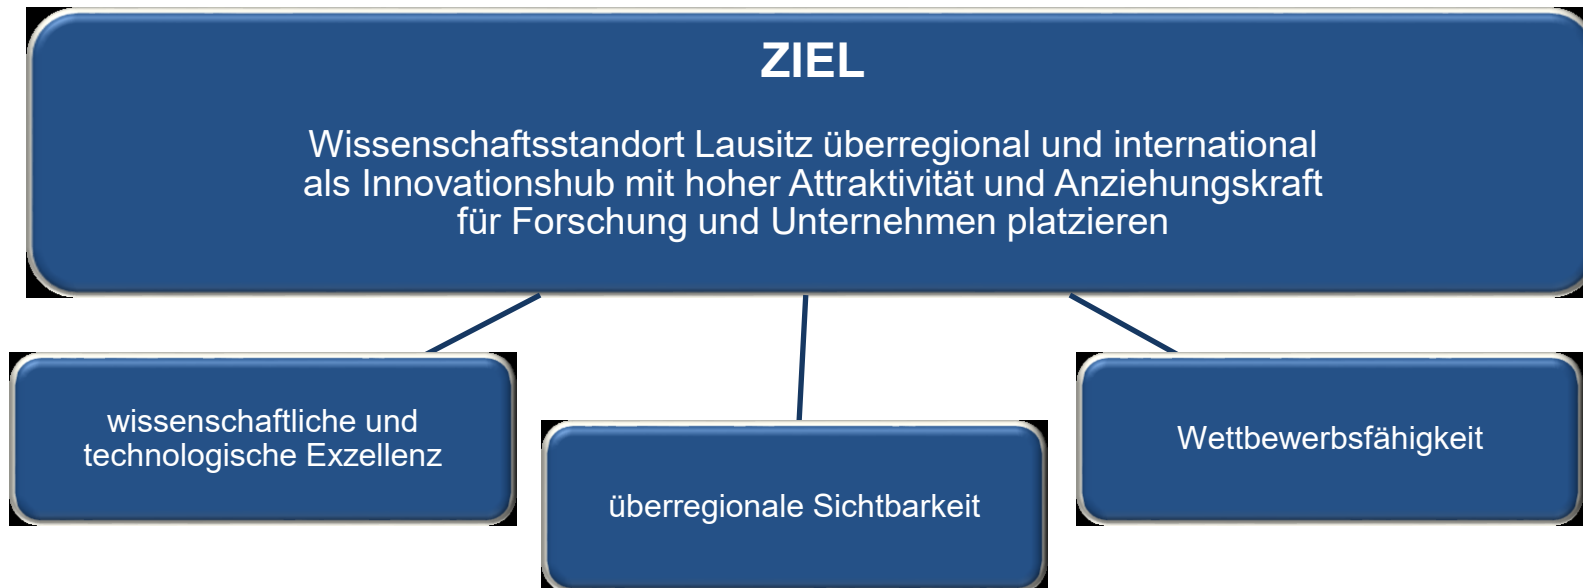 ZIEL
Wissenschaftsstandort Lausitz überregional und international
als Innovationshub mit hoher Attraktivität und Anziehungskraft
für Forschung und Unternehmen platzieren
wissenschaftliche und
technologische Exzellenz
überregionale Sichtbarkeit
Wettbewerbsfähigkeit